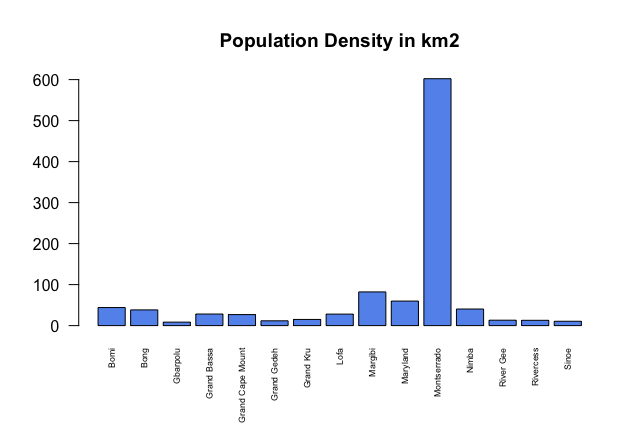 Population Density in km2
600
500
400
300
200
100
0
Bomi
Bong
Gbarpolu
Grand Bassa
Grand Cape Mount
Grand Gedeh
Grand Kru
Lofa
Margibi
Maryland
Montserrado
Nimba
River Gee
Rivercess
Sinoe